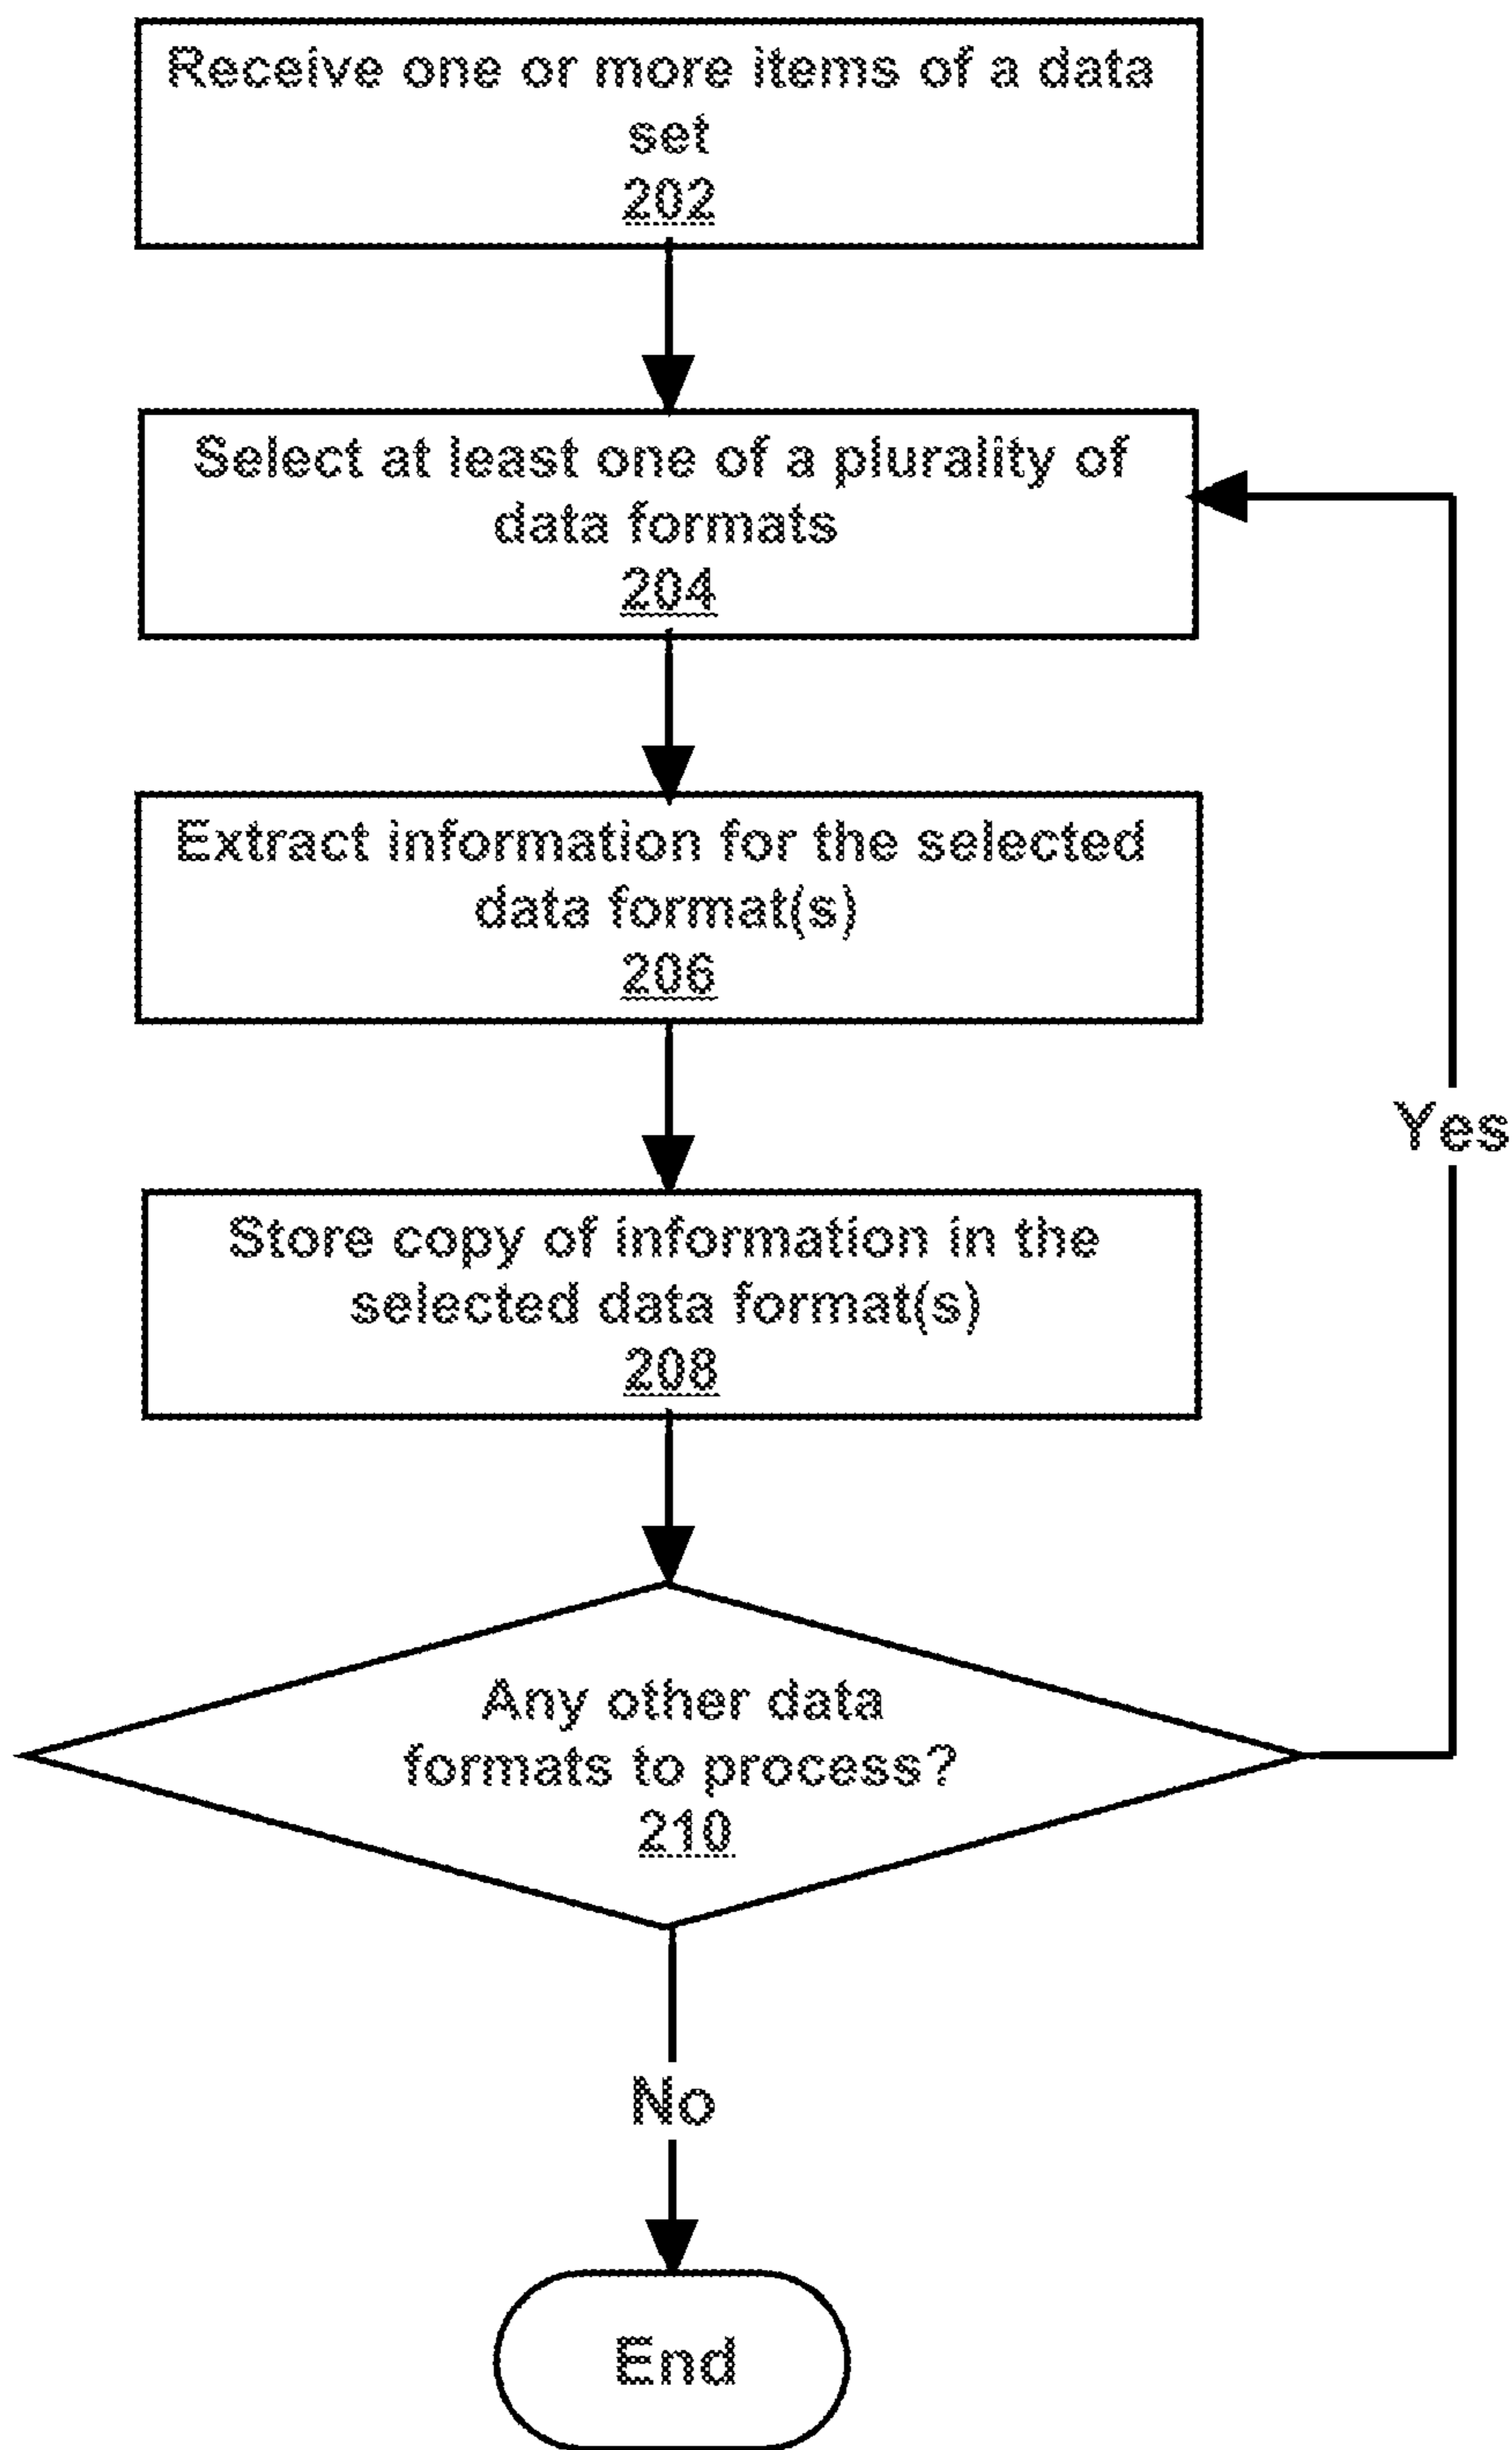 Receive one or more items of a data
set
202
Select at least one of a plurality of
data formats
204
Extract information for the selected
data format(s)
206
Yes
Store copy of information in the
selected data format(s)
208
Any other data
formats to process?
210
No
End